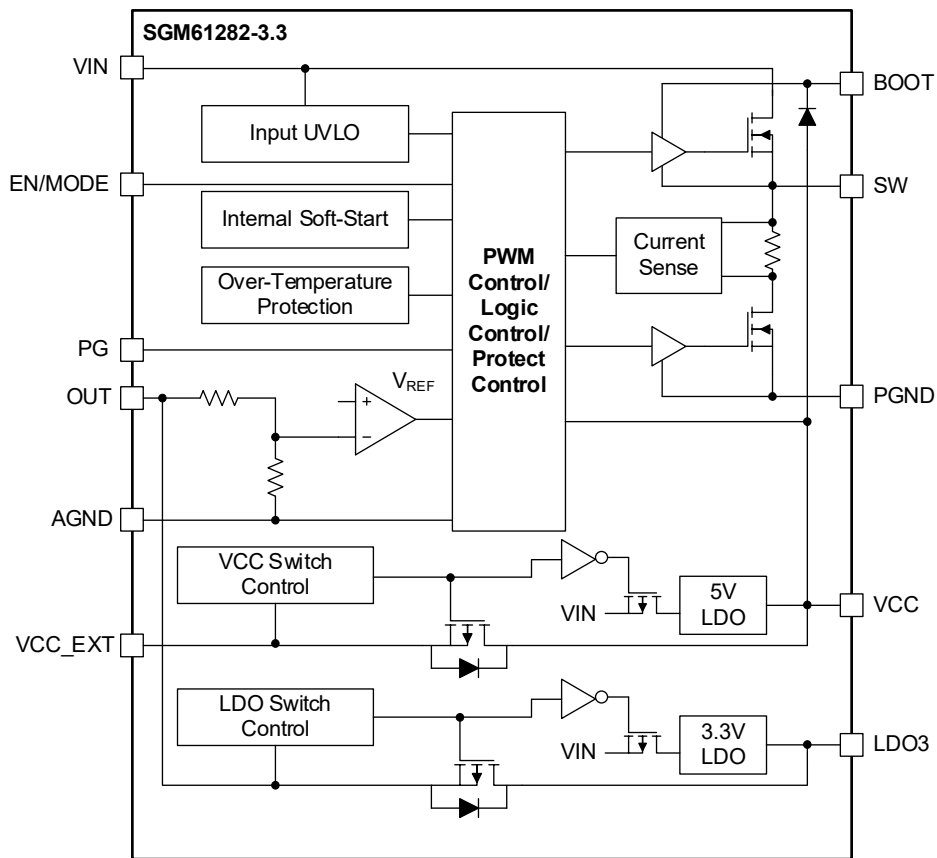 SGM61282-3.3
VIN
BOOT
Input UVLO
EN/MODE
SW
Internal Soft-Start
Current
Sense
PWM
Control/
Logic
Control/
Protect
Control
Over-Temperature
Protection
PG
OUT
VREF
+
−
PGND
AGND
VCC Switch
Control
VIN
5V
LDO
VCC
VCC_EXT
LDO Switch
Control
VIN
3.3V
LDO
LDO3